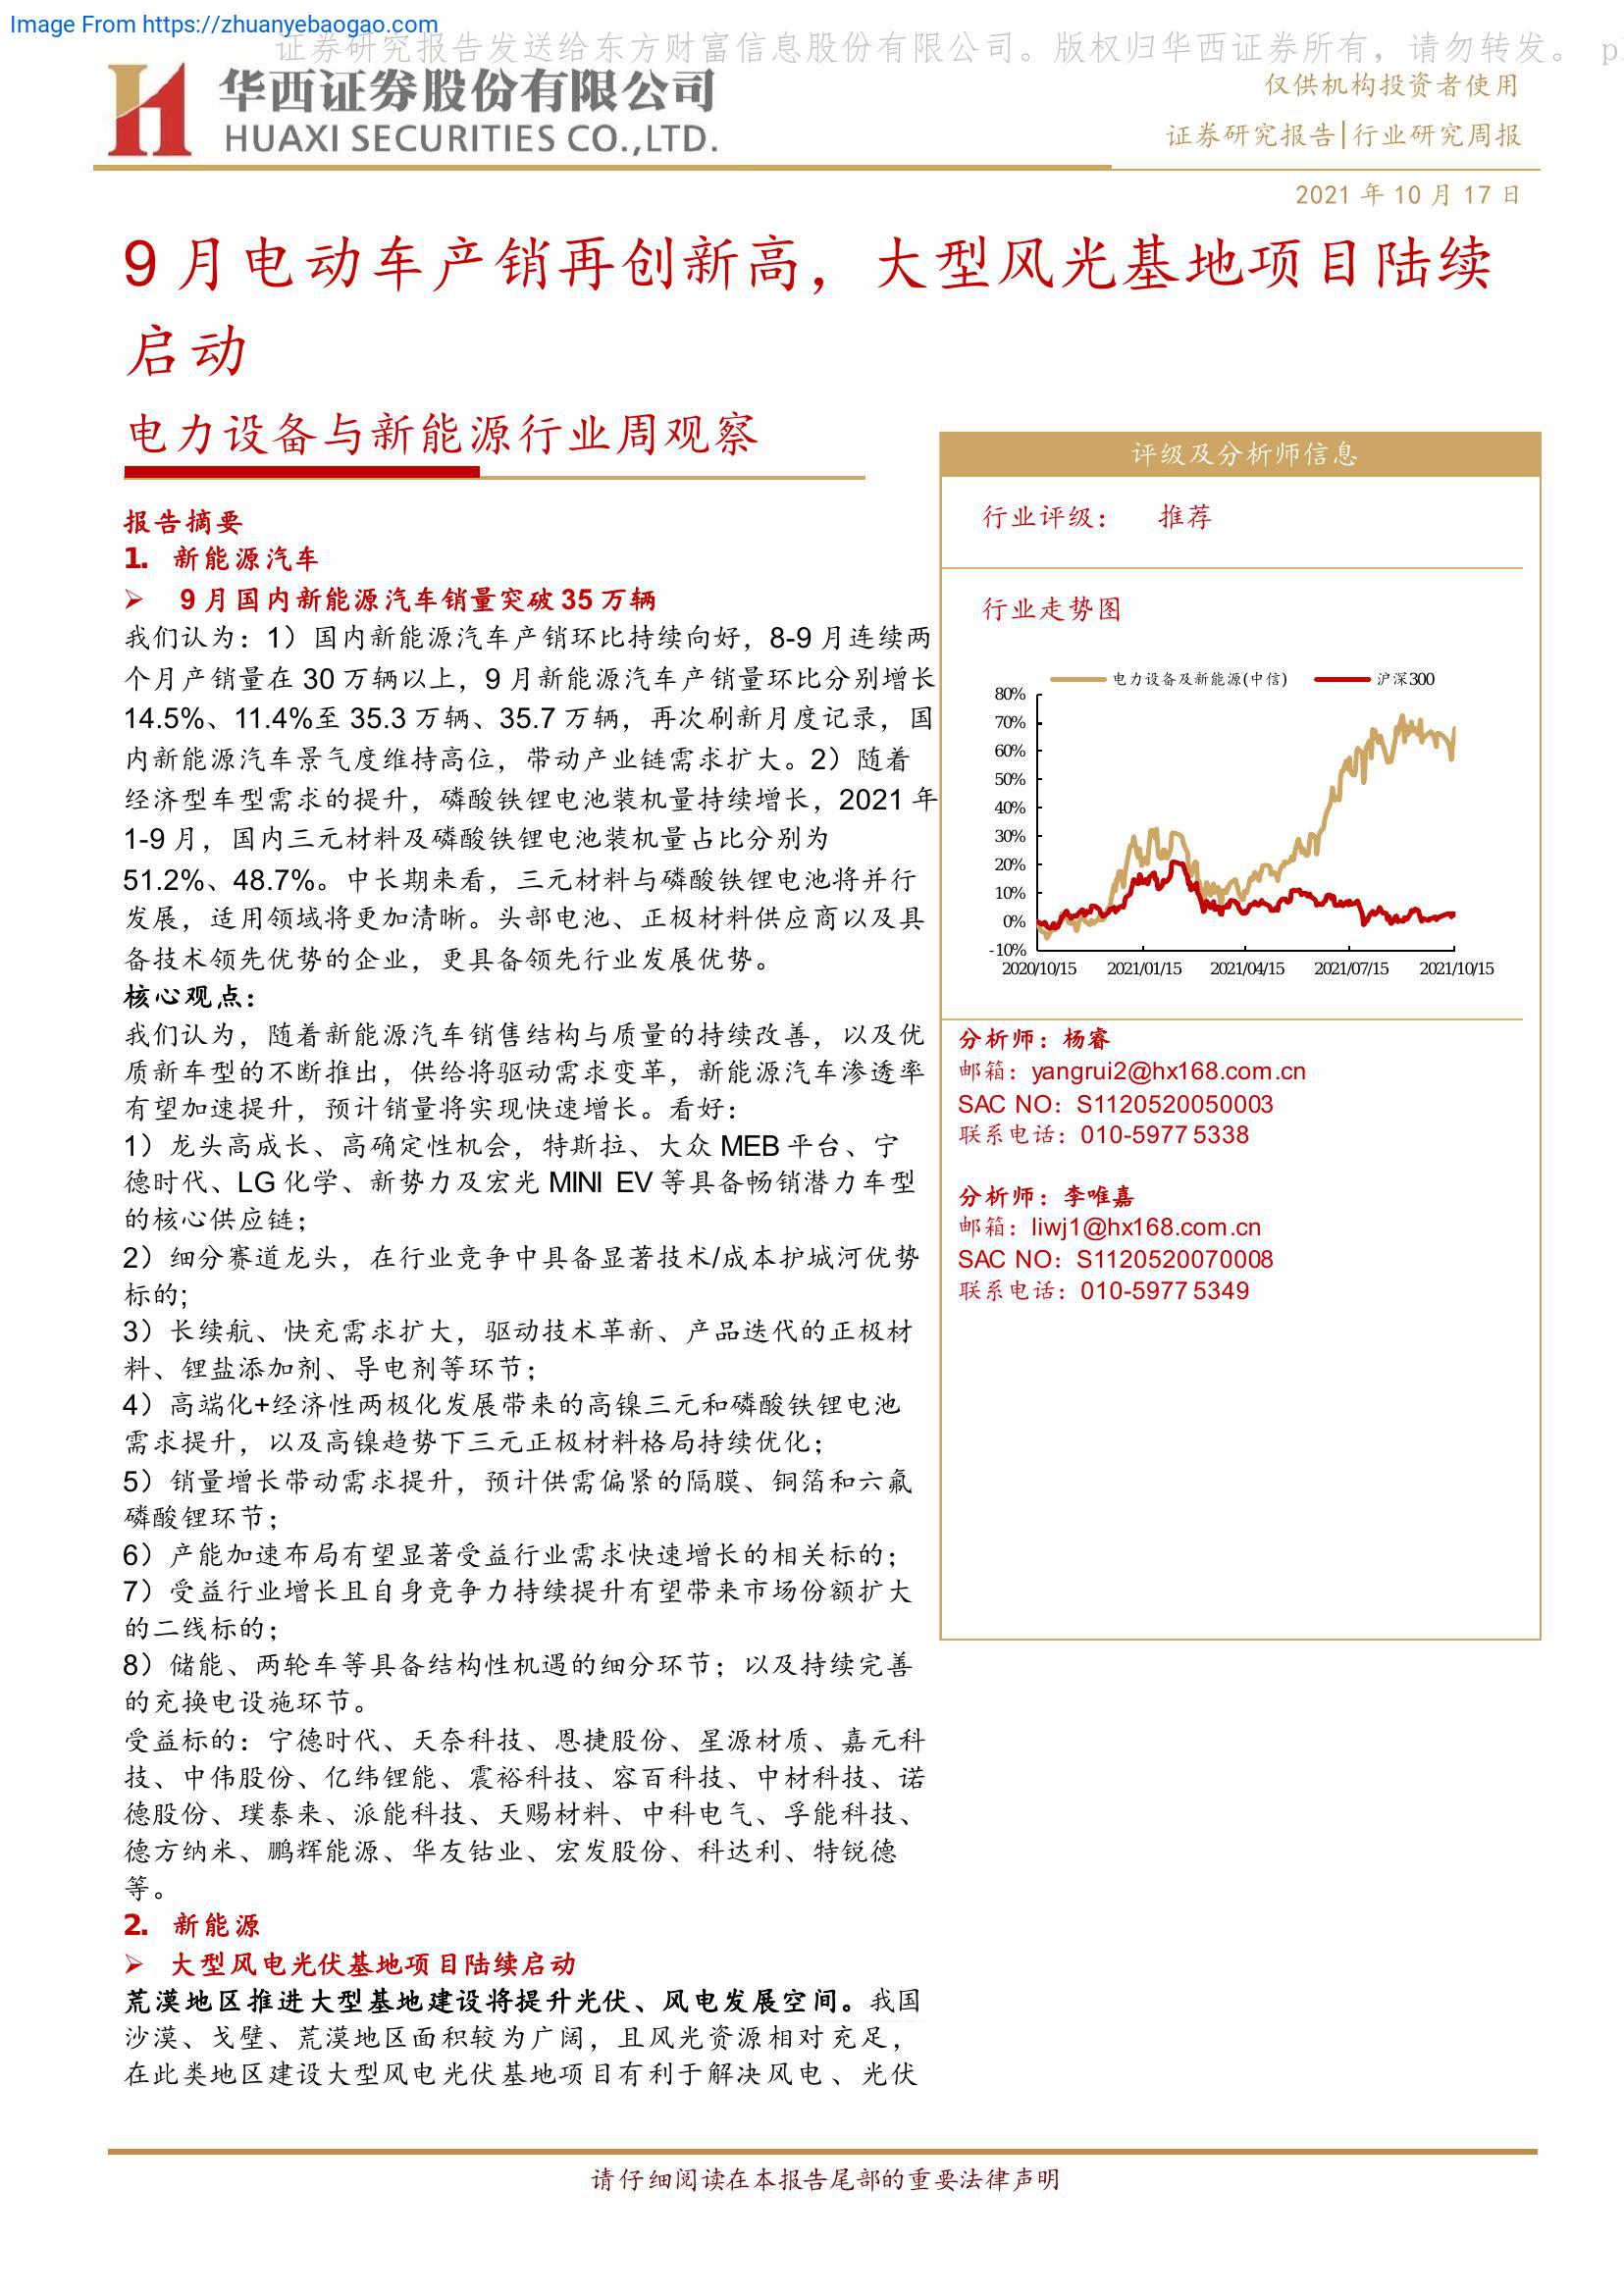 Image From https://zhuanyebaogao.com
证券研究报告发送给东方财富信息股份有限公司。版权归华西证券所有，请勿转发。 p
华西证券股份有限公司
HUAXI SECURITIES CO.,LTD.
仅供机构投资者使用
证券研究报告|行业研究周报
2021 年 10 月 17 日
9 月电动车产销再创新高，大型风光基地项目陆续
启动
电力设备与新能源行业周观察
报告摘要
1. 新能源汽车
➢ 9 月国内新能源汽车销量突破 35 万辆
我们认为：1）国内新能源汽车产销环比持续向好，8-9 月连续两
个月产销量在 30 万辆以上，9 月新能源汽车产销量环比分别增长
14.5%、11.4%至 35.3 万辆、35.7 万辆，再次刷新月度记录，国
内新能源汽车景气度维持高位，带动产业链需求扩大。2）随着
经济型车型需求的提升，磷酸铁锂电池装机量持续增长，2021 年
1-9 月，国内三元材料及磷酸铁锂电池装机量占比分别为
51.2%、48.7%。中长期来看，三元材料与磷酸铁锂电池将并行
发展，适用领域将更加清晰。头部电池、正极材料供应商以及具
备技术领先优势的企业，更具备领先行业发展优势。
核心观点：
我们认为，随着新能源汽车销售结构与质量的持续改善，以及优
质新车型的不断推出，供给将驱动需求变革，新能源汽车渗透率
有望加速提升，预计销量将实现快速增长。看好：
1）龙头高成长、高确定性机会，特斯拉、大众 MEB 平台、宁
德时代、LG 化学、新势力及宏光 MINI EV 等具备畅销潜力车型
的核心供应链；
2）细分赛道龙头，在行业竞争中具备显著技术/成本护城河优势
标的;
3）长续航、快充需求扩大，驱动技术革新、产品迭代的正极材
料、锂盐添加剂、导电剂等环节；
4）高端化+经济性两极化发展带来的高镍三元和磷酸铁锂电池
需求提升，以及高镍趋势下三元正极材料格局持续优化；
5）销量增长带动需求提升，预计供需偏紧的隔膜、铜箔和六氟
磷酸锂环节；
6）产能加速布局有望显著受益行业需求快速增长的相关标的；
7）受益行业增长且自身竞争力持续提升有望带来市场份额扩大
的二线标的；
8）储能、两轮车等具备结构性机遇的细分环节；以及持续完善
的充换电设施环节。
受益标的：宁德时代、天奈科技、恩捷股份、星源材质、嘉元科
技、中伟股份、亿纬锂能、震裕科技、容百科技、中材科技、诺
德股份、璞泰来、派能科技、天赐材料、中科电气、孚能科技、
德方纳米、鹏辉能源、华友钴业、宏发股份、科达利、特锐德
等。
2. 新能源
➢ 大型风电光伏基地项目陆续启动
荒漠地区推进大型基地建设将提升光伏、风电发展空间。我国
沙漠、戈壁、荒漠地区面积较为广阔，且风光资源相对充足，
在此类地区建设大型风电光伏基地项目有利于解决风电、光伏
评级及分析师信息
行业评级： 推荐
行业走势图
电力设备及新能源(中信) 沪深300
80%
70%
60%
50%
40%
30%
20%
10%
0%
-10%
2020/10/15 2021/01/15 2021/04/15 2021/07/15 2021/10/15
分析师：杨睿
邮箱：yangrui2@hx168.com.cn
SAC NO：S1120520050003
联系电话：010-5977 5338
分析师：李唯嘉
邮箱：liwj1@hx168.com.cn
SAC NO：S1120520070008
联系电话：010-5977 5349
请仔细阅读在本报告尾部的重要法律声明